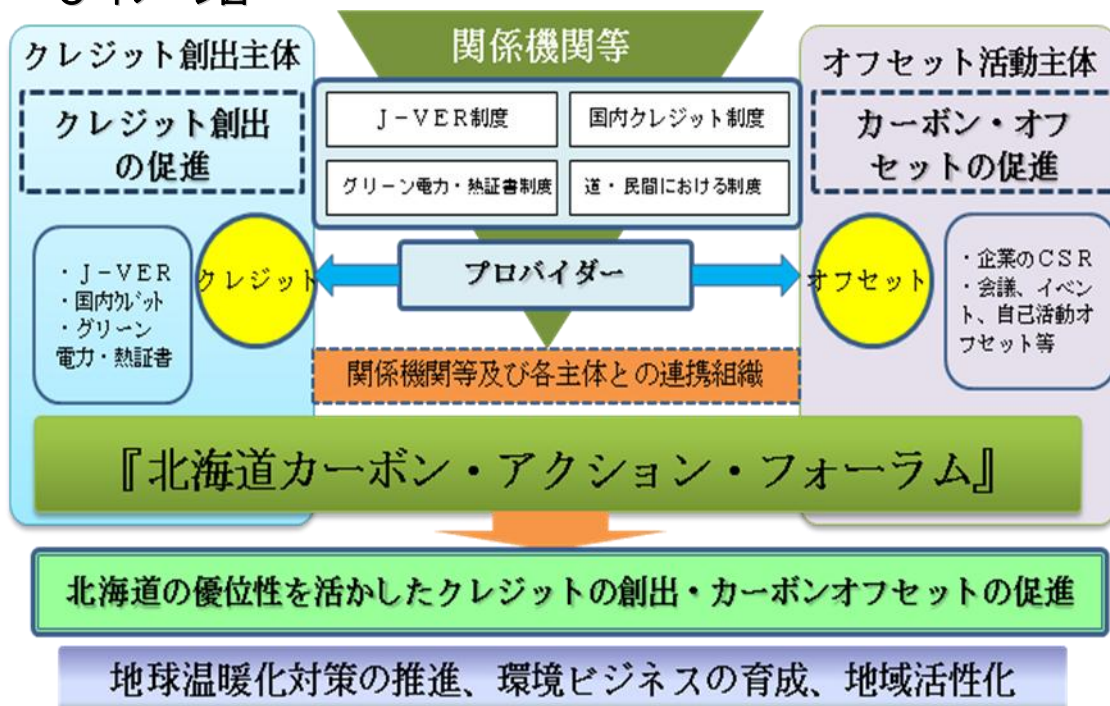 クレジット創出主体
クレジット創出
の促進
・J－VER
・国内ｸﾚｼﾞｯﾄ
・グリーン
電力・熱証書
クレジット
関係機関等
J－VER制度
国内クレジット制度
グリーン電力・熱証書制度
道・民間における制度
プロバイダー
関係機関等及び各主体との連携組織
オフセット活動主体
カーボン・オフ
セットの促進
オフセット
・企業のCSR
・会議、イベン
ト、自己活動オ
フセット等
『北海道カーボン・アクション・フォーラム』
北海道の優位性を活かしたクレジットの創出・カーボンオフセットの促進
地球温暖化対策の推進、環境ビジネスの育成、地域活性化